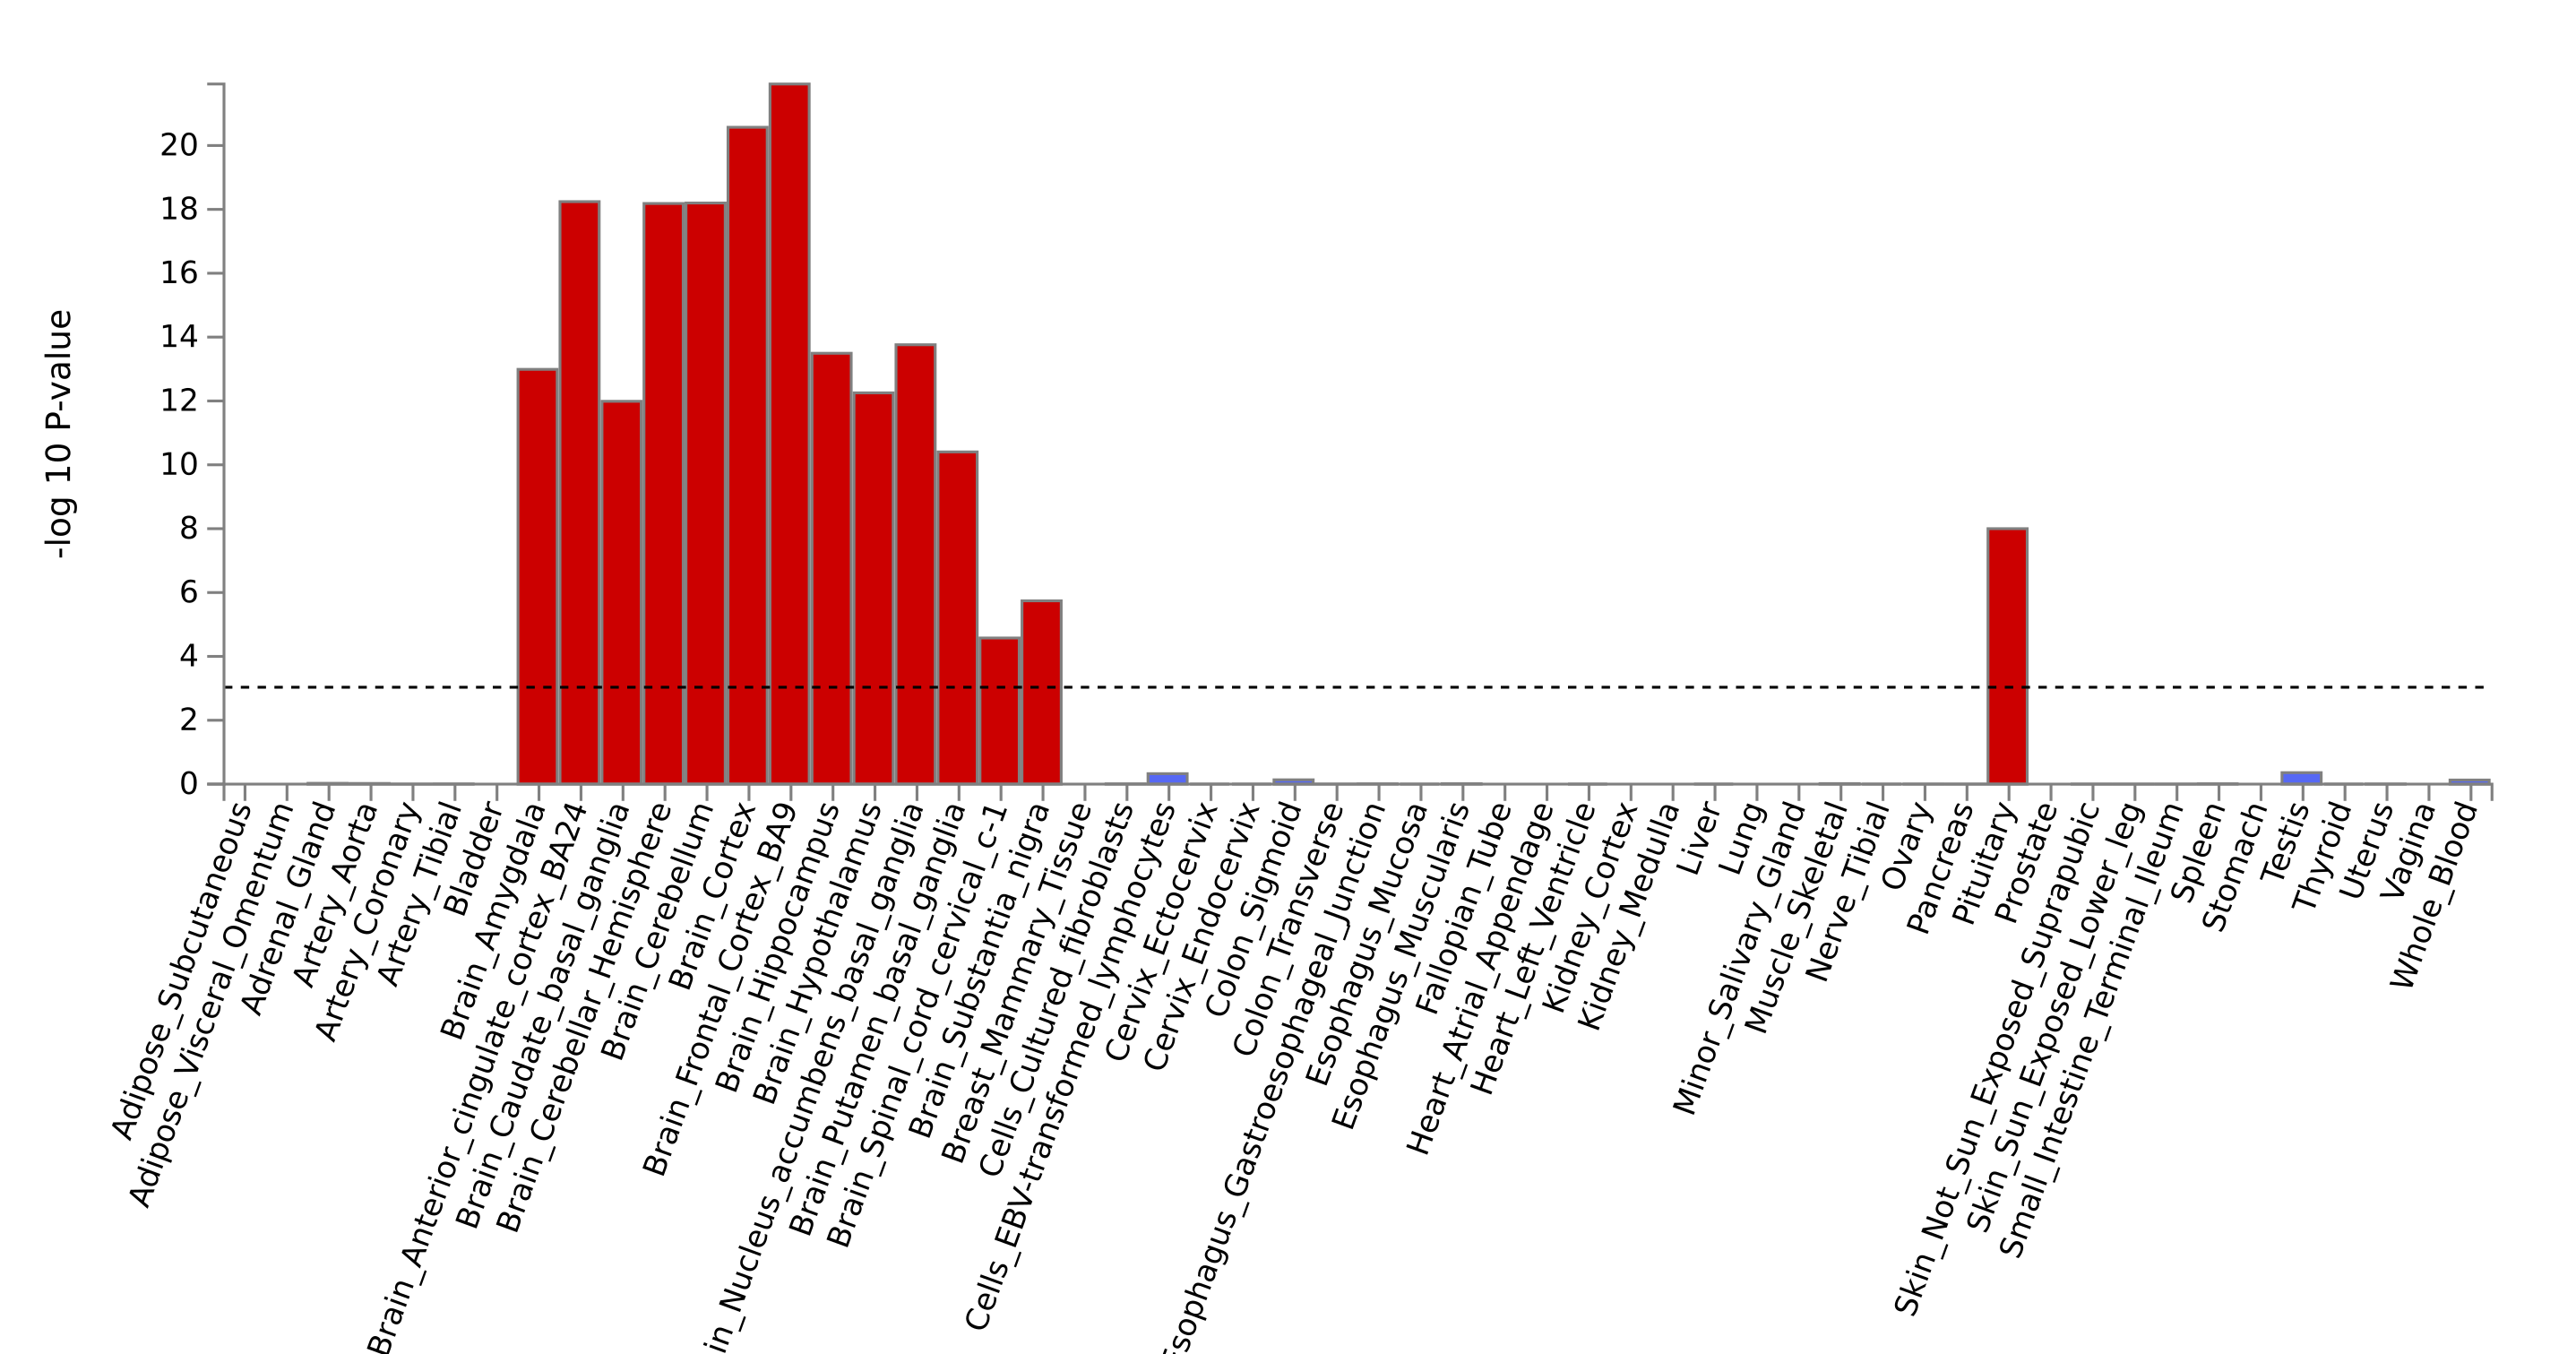 -log 10 P-value
20
18
16
14
12
10
8
6
4
2
0
Adipose_Subcutaneous
Adipose_Visceral_Omentum
Adrenal_Gland
Artery_Aorta
Artery_Coronary
Artery_Tibial
Bladder
Brain_Amygdala
Brain_Anterior_cingulate_cortex_BA24
Brain_Caudate_basal_ganglia
Brain_Cerebellar_Hemisphere
Brain_Cerebellum
Brain_Cortex
Brain_Frontal_Cortex_BA9
Brain_Hippocampus
Brain_Hypothalamus
in_Nucleus_accumbens_basal_ganglia
Brain_Putamen_basal_ganglia
Brain_Spinal_cord_cervical_c-1
Brain_Substantia_nigra
Breast_Mammary_Tissue
Cells_Cultured_fibroblasts
Cells_EBV-transformed_lymphocytes
Cervix_Ectocervix
Cervix_Endocervix
Colon_Sigmoid
Colon_Transverse
Esophagus_Gastroesophageal_Junction
Esophagus_Mucosa
Esophagus_Muscularis
Fallopian_Tube
Heart_Atrial_Appendage
Heart_Left_Ventricle
Kidney_Cortex
Kidney_Medulla
Liver
Lung
Minor_Salivary_Gland
Muscle_Skeletal
Nerve_Tibial
Ovary
Pancreas
Pituitary
Prostate
Skin_Not_Sun_Exposed_Suprapubic
Skin_Sun_Exposed_Lower_leg
Small_Intestine_Terminal_Ileum
Spleen
Stomach
Testis
Thyroid
Uterus
Vagina
Whole_Blood